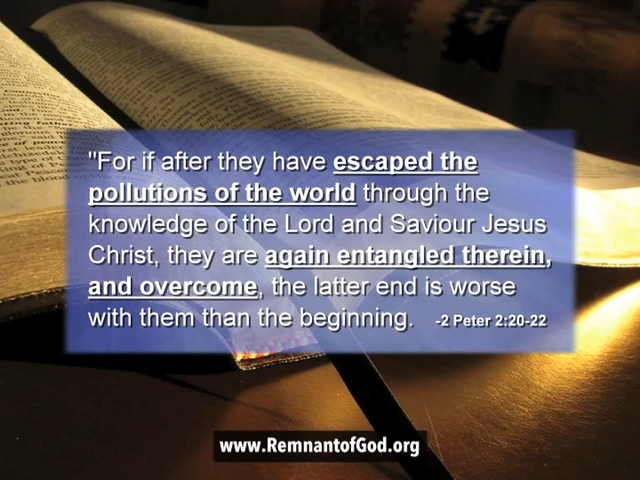 "For if after they have escaped the
pollutions of the world through the
knowledge of the Lord and Saviour Jesus
Christ, they are again entangled therein,
and overcome, the latter end is worse
with them than the beginning. -2 Peter 2:20-22
www.RemnantofGod.org